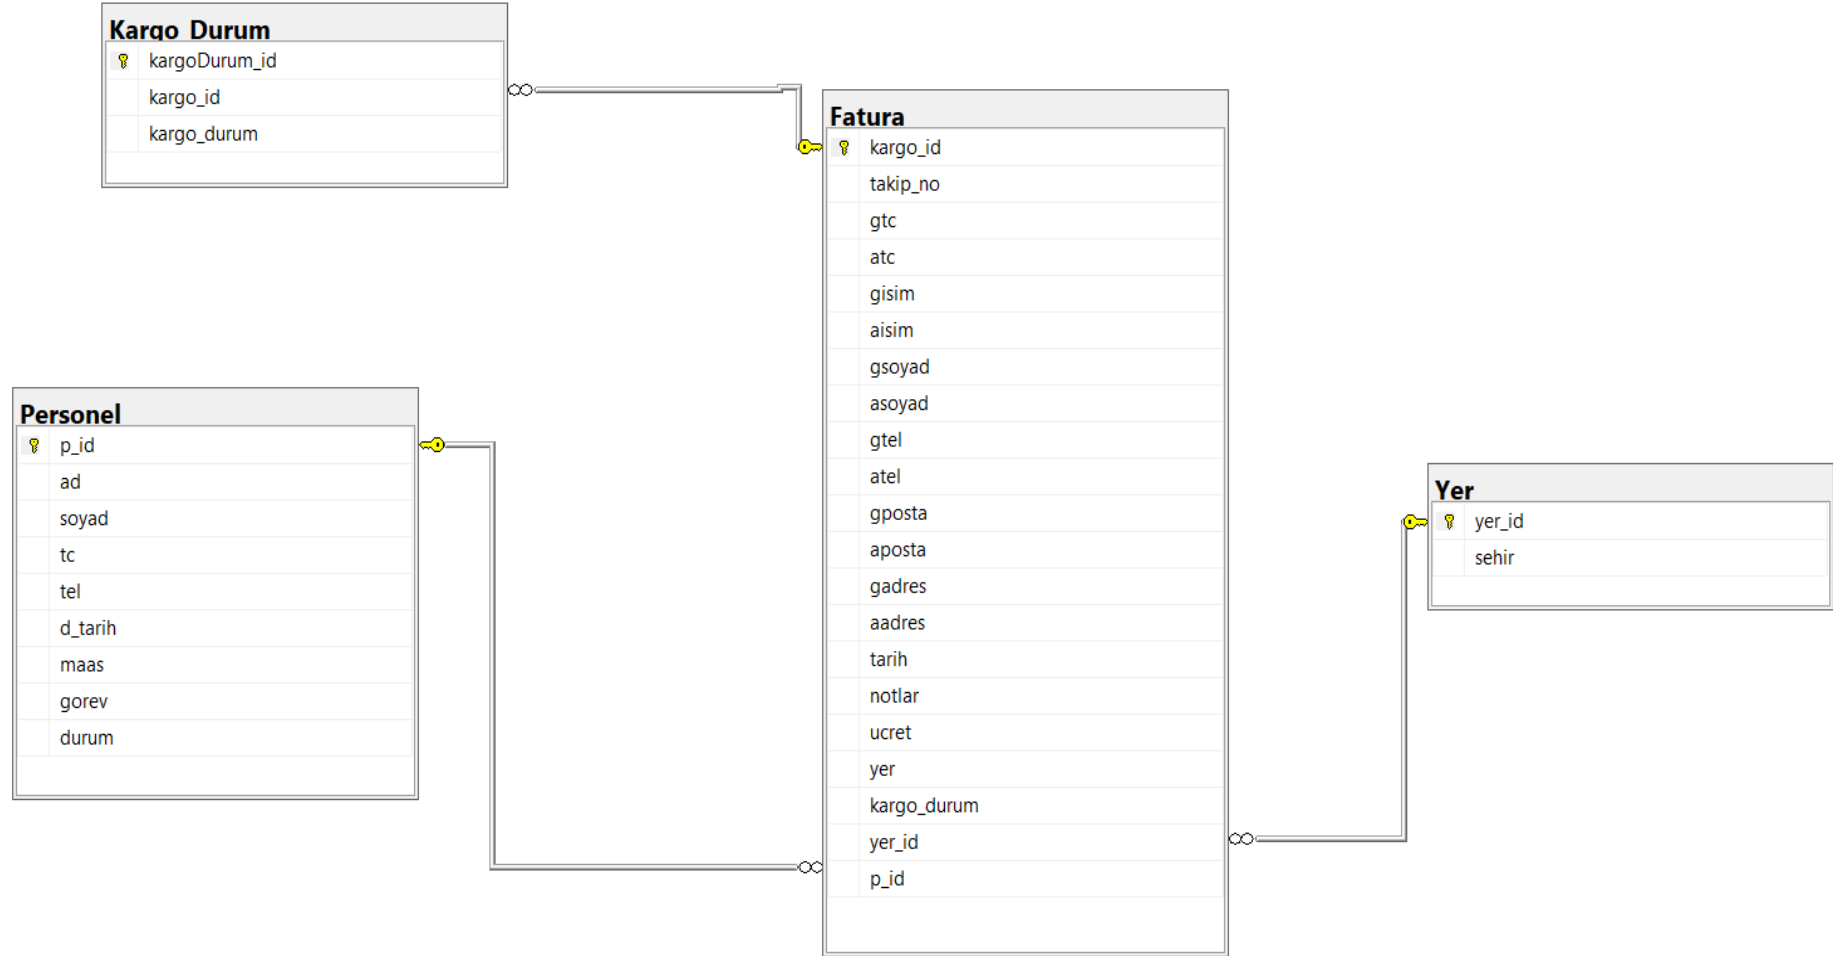 Kargo_Durum
kargoDurum_id
kargo_id
kargo_durum
Fatura
kargo_id
takip_no
gtc
atc
gisim
aisim
gsoyad
asoyad
gtel
atel
gposta
aposta
gadres
aadres
tarih
notlar
ucret
yer
kargo_durum
yer_id
p_id
Personel
p_id
ad
soyad
tc
tel
d_tarih
maas
gorev
durum
Yer
yer_id
sehir